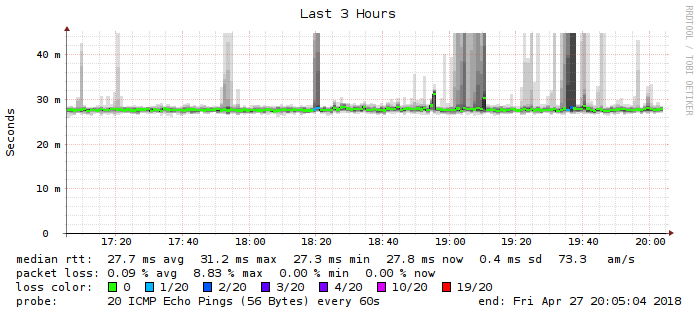 Last 3 Hours
RRDTOOL / TOBI OETIKER
Seconds
40 m
30 m
20 m
10 m
0
17:20 17:40 18:00 18:20 18:40 19:00 19:20 19:40 20:00
median rtt: 27.7 ms avg 31.2 ms max 27.3 ms min 27.8 ms now 0.4 ms sd 73.3 am/s
packet loss: 0.09 % avg 8.83 % max 0.00 % min 0.00 % now
loss color: 0 1/20 2/20 3/20 4/20 10/20 19/20
probe: 20 ICMP Echo Pings (56 Bytes) every 60s end: Fri Apr 27 20:05:04 2018